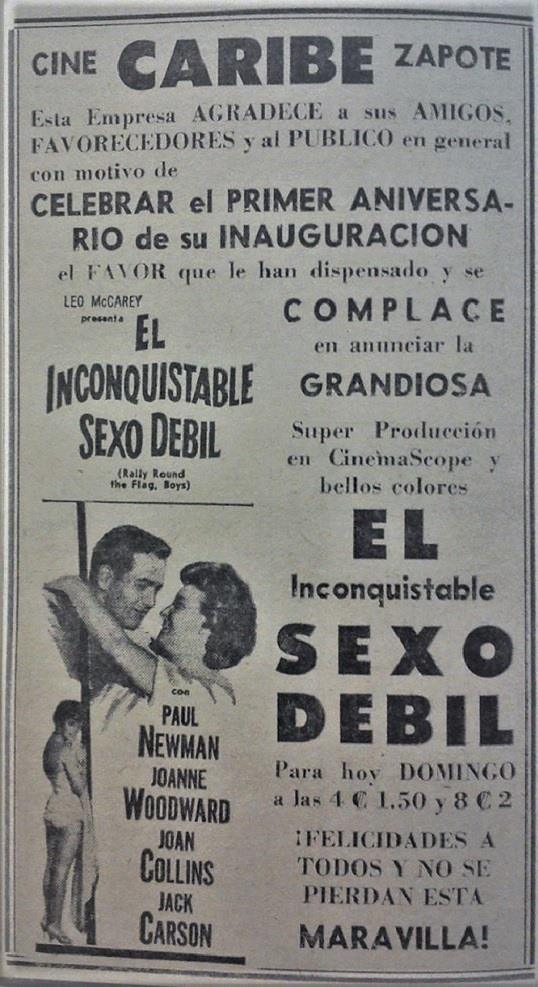 CINE CARIBE ZAPOTE
Esta Empresa AGRADECE a sus AMIGOS,
FAVORECEDORES y al PUBLICO en general
con motivo de
CELEBRAR el PRIMER ANIVERSA-
RIO de su INAUGURACION
el FAVOR que le han dispensado y se
LEO McCAREY
presenta
EL
INCONQUISTABLE
SEXO DEBIL
(Rally Round
the Flag, Boys)
con
PAUL
NEWMAN
JOANNE
WOODWARD
JOAN
COLLINS
JACK
CARSON
COMPLACE
en anunciar la
GRANDIOSA
Super Producción
en CinemaScope y
bellos colores
EL
Inconquistable
SEXO
DEBIL
Para hoy DOMINGO
a las 4 ₡ 1.50 y 8 ₡ 2
¡FELICIDADES A
TODOS Y NO SE
PIERDAN ESTA
MARAVILLA!